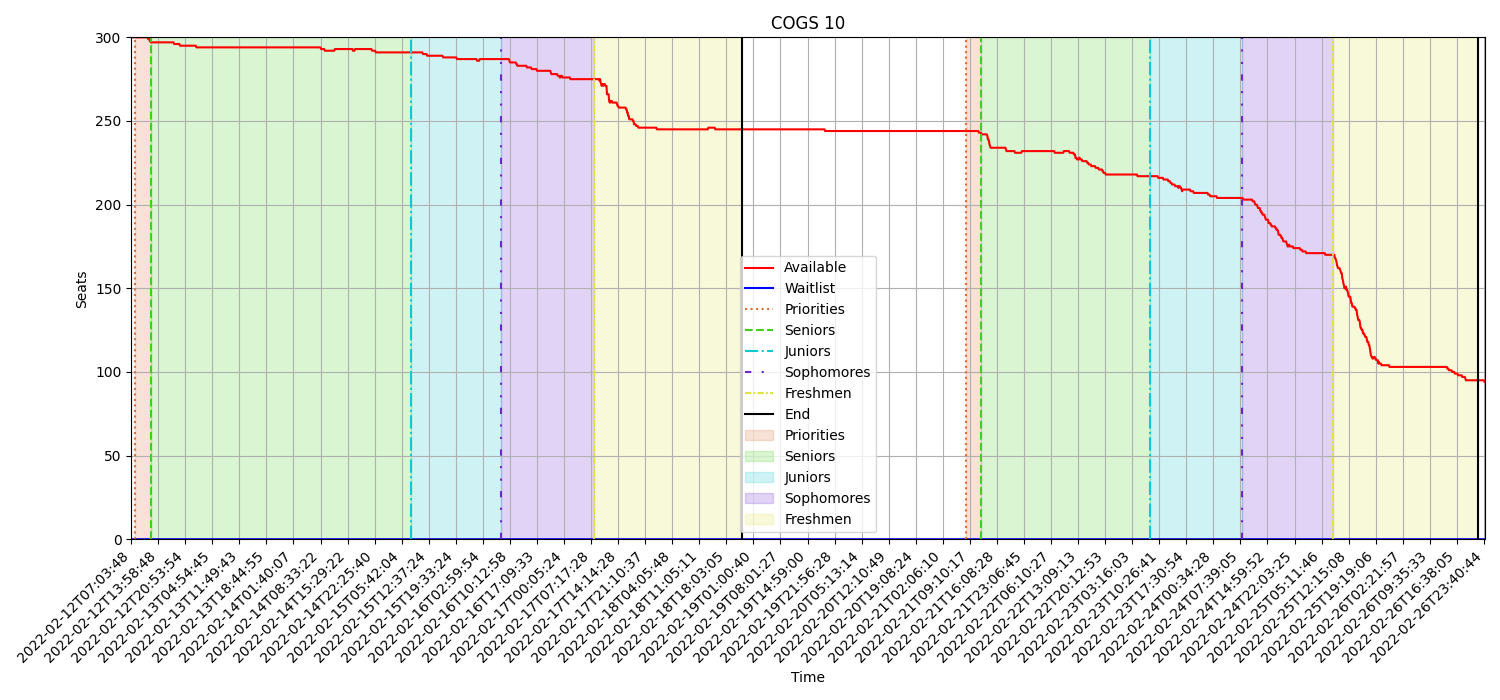 COGS 10
300
250
200
150
100
50
0
Seats
Available
Waitlist
Priorities
Seniors
Juniors
Sophomores
Freshmen
End
Priorities
Seniors
Juniors
Sophomores
Freshmen
2022-02-12T07:03:48
2022-02-12T13:58:48
2022-02-12T20:53:54
2022-02-13T04:54:45
2022-02-13T11:49:43
2022-02-13T18:44:55
2022-02-14T01:40:07
2022-02-14T08:33:22
2022-02-14T15:29:22
2022-02-14T22:25:40
2022-02-15T05:42:04
2022-02-15T12:37:24
2022-02-15T19:33:24
2022-02-16T02:59:54
2022-02-16T10:12:58
2022-02-16T17:09:33
2022-02-17T00:05:24
2022-02-17T07:17:28
2022-02-17T14:14:28
2022-02-17T21:10:37
2022-02-18T04:05:48
2022-02-18T11:05:11
2022-02-18T18:03:05
2022-02-19T01:00:40
2022-02-19T08:01:27
2022-02-19T14:59:00
2022-02-19T21:56:28
2022-02-20T05:13:14
2022-02-20T12:10:49
2022-02-20T19:08:24
2022-02-21T02:06:10
2022-02-21T09:10:17
2022-02-21T16:08:28
2022-02-21T23:06:45
2022-02-22T06:10:27
2022-02-22T13:09:13
2022-02-22T20:12:53
2022-02-23T03:16:03
2022-02-23T10:26:41
2022-02-23T17:30:54
2022-02-24T00:34:28
2022-02-24T07:39:05
2022-02-24T14:59:52
2022-02-24T22:03:25
2022-02-25T05:11:46
2022-02-25T12:15:08
2022-02-25T19:19:06
2022-02-26T02:21:57
2022-02-26T09:35:33
2022-02-26T16:38:05
2022-02-26T23:40:44
Time